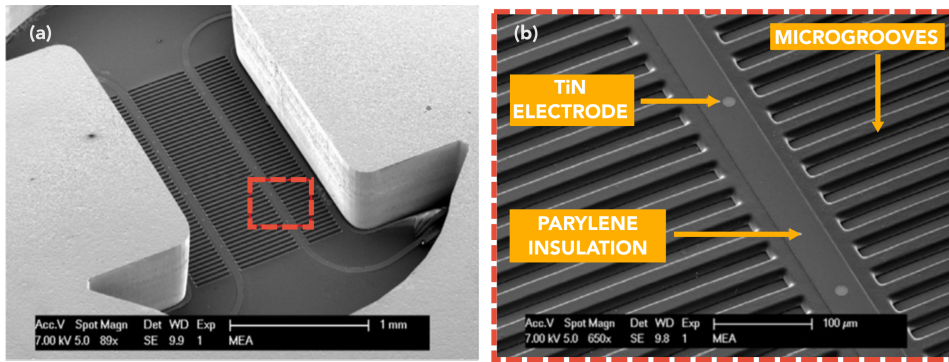 (a)
Acc.V Spot Magn Det WD Exp 1 mm
7.00 kV 5.0 89x SE 9.9 1 MEA
(b)
MICROGROOVES
TiN
ELECTRODE
PARYLENE
INSULATION
Acc.V Spot Magn Det WD Exp 100 µm
7.00 kV 5.0 650x SE 9.8 1 MEA